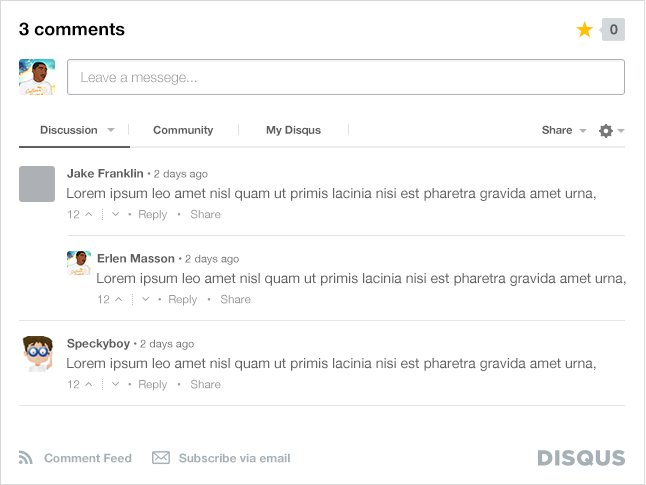 3 comments
0
Leave a messege...
Discussion Community My Disqus Share
Jake Franklin • 2 days ago
Lorem ipsum leo amet nisl quam ut primis lacinia nisi est pharetra gravida amet urna,
12 • Reply • Share
Erlen Masson • 2 days ago
Lorem ipsum leo amet nisl quam ut primis lacinia nisi est pharetra gravida amet urna,
12 • Reply • Share
Speckyboy • 2 days ago
Lorem ipsum leo amet nisl quam ut primis lacinia nisi est pharetra gravida amet urna,
12 • Reply • Share
Comment Feed Subscribe via email DISQUS